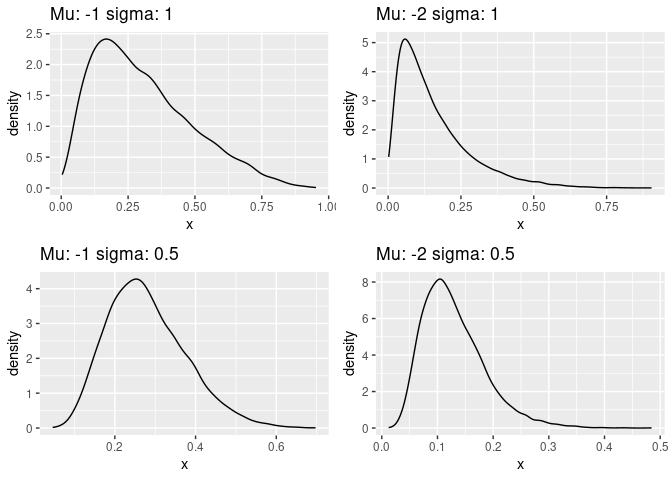 Mu: -1 sigma: 1
density
2.5
2.0
1.5
1.0
0.5
0.0
0.00 0.25 0.50 0.75 1.0
x
Mu: -2 sigma: 1
density
5
4
3
2
1
0
0.00 0.25 0.50 0.75
x
Mu: -1 sigma: 0.5
density
4
3
2
1
0
0.2 0.4 0.6
x
Mu: -2 sigma: 0.5
density
8
6
4
2
0
0.0 0.1 0.2 0.3 0.4 0.5
x